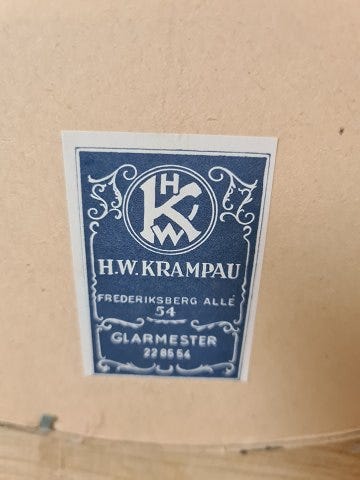 HKW
H.W. KRAMPAU
FREDERIKSBERG ALLÉ
54
GLARMESTER
22 85 54